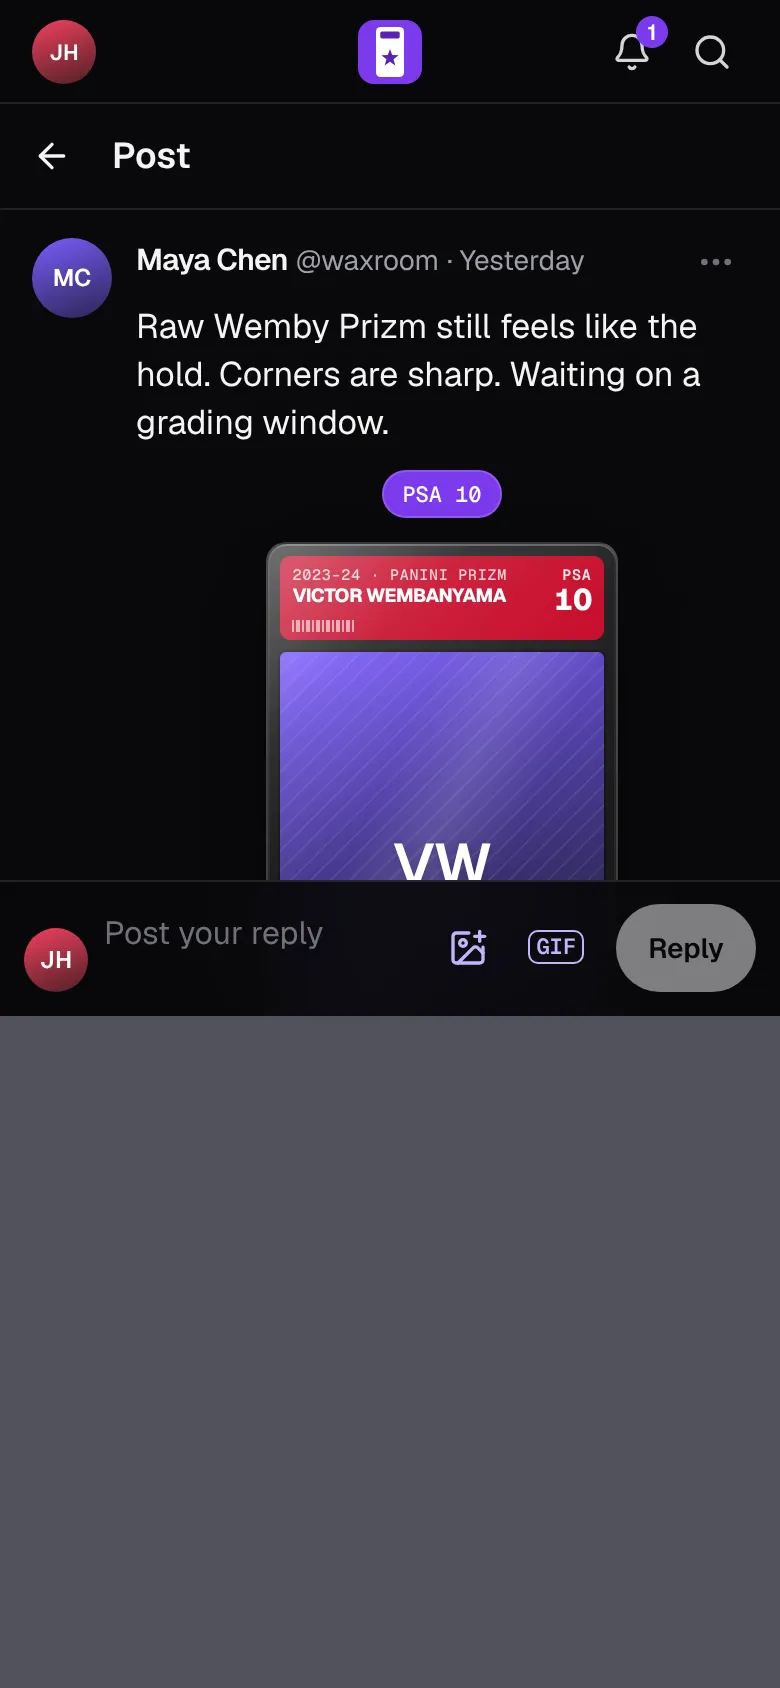 JH
1
Post
MC
Maya Chen @waxroom · Yesterday
Raw Wemby Prizm still feels like the
hold. Corners are sharp. Waiting on a
grading window.
PSA 10
2023-24 · PANINI PRIZM
PSA
VICTOR WEMBANYAMA
10
VW
JH
Post your reply
GIF
Reply